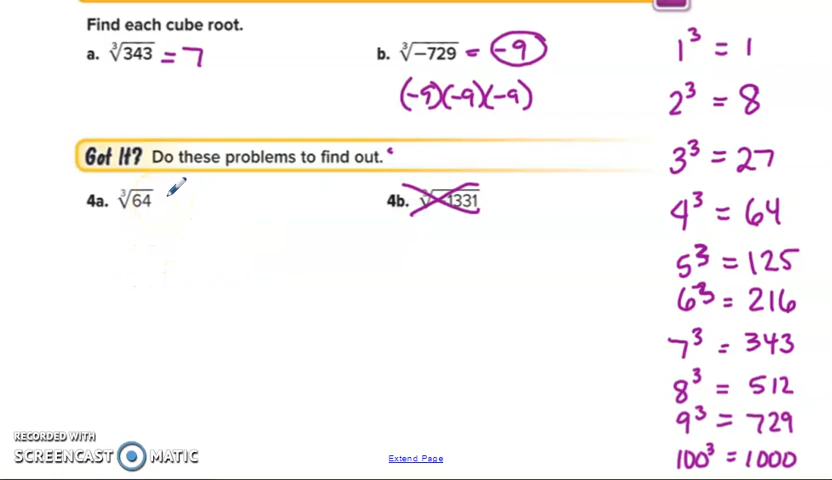 Find each cube root.
a. ∛343 = 7
b. ∛−729 = −9
(−9)(−9)(−9)
Got It? Do these problems to find out.
4a. ∛64
4b. ∛−1331
1³ = 1
2³ = 8
3³ = 27
4³ = 64
5³ = 125
6³ = 216
7³ = 343
8³ = 512
9³ = 729
100³ = 1000
RECORDED WITH
SCREENCAST MATIC
Extend Page